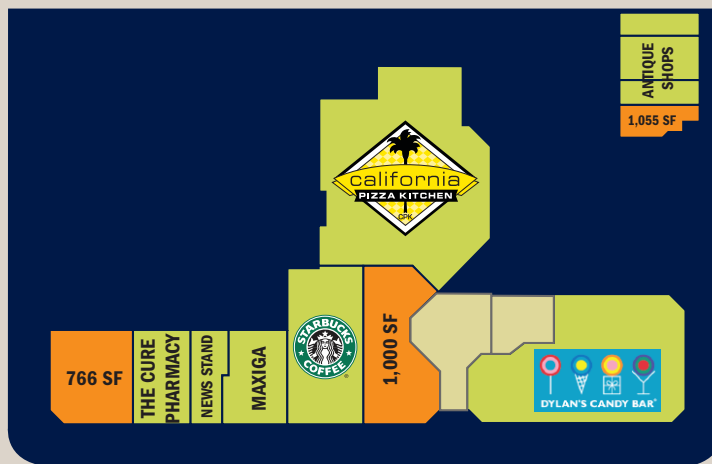 ANTIQUE
SHOPS
1,055 SF
california
PIZZA KITCHEN
CPK
STARBUCKS
COFFEE
®
1,000 SF
766 SF
THE CURE
PHARMACY
NEWS STAND
MAXIGA
DYLAN'S CANDY BAR®